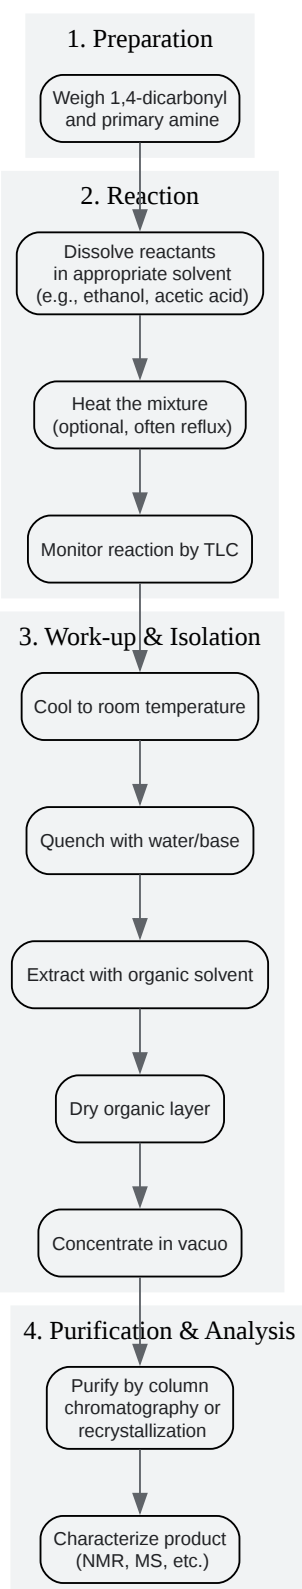 1. Preparation
Weigh 1,4-dicarbonyl
and primary amine
2. Reaction
Dissolve reactants
in appropriate solvent
(e.g., ethanol, acetic acid)
Heat the mixture
(optional, often reflux)
Monitor reaction by TLC
3. Work-up & Isolation
Cool to room temperature
Quench with water/base
Extract with organic solvent
Dry organic layer
Concentrate in vacuo
4. Purification & Analysis
Purify by column
chromatography or
recrystallization
Characterize product
(NMR, MS, etc.)